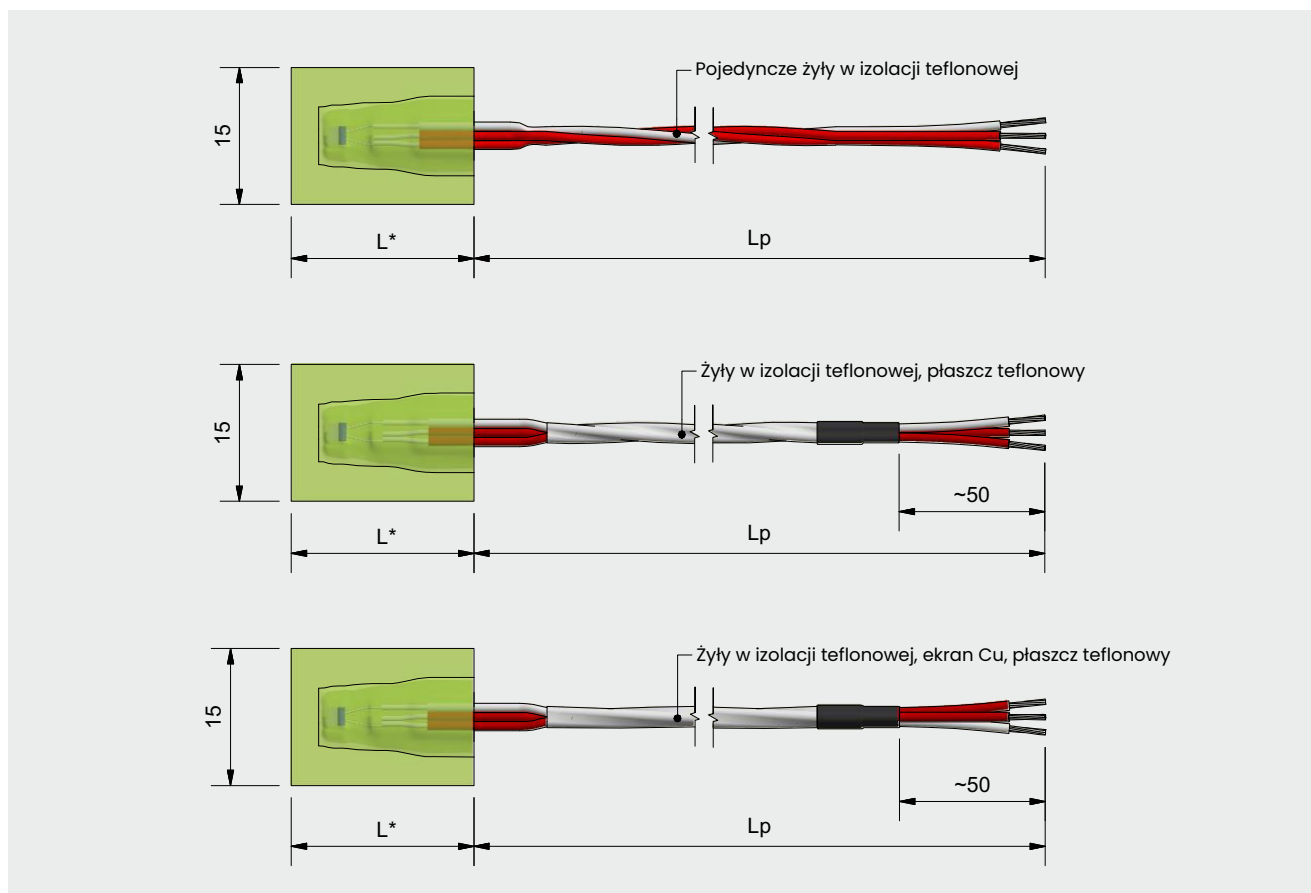 Pojedyncze żyły w izolacji teflonowej
15
L*
Lp
Żyły w izolacji teflonowej, płaszcz teflonowy
15
~50
L*
Lp
Żyły w izolacji teflonowej, ekran Cu, płaszcz teflonowy
15
~50
L*
Lp